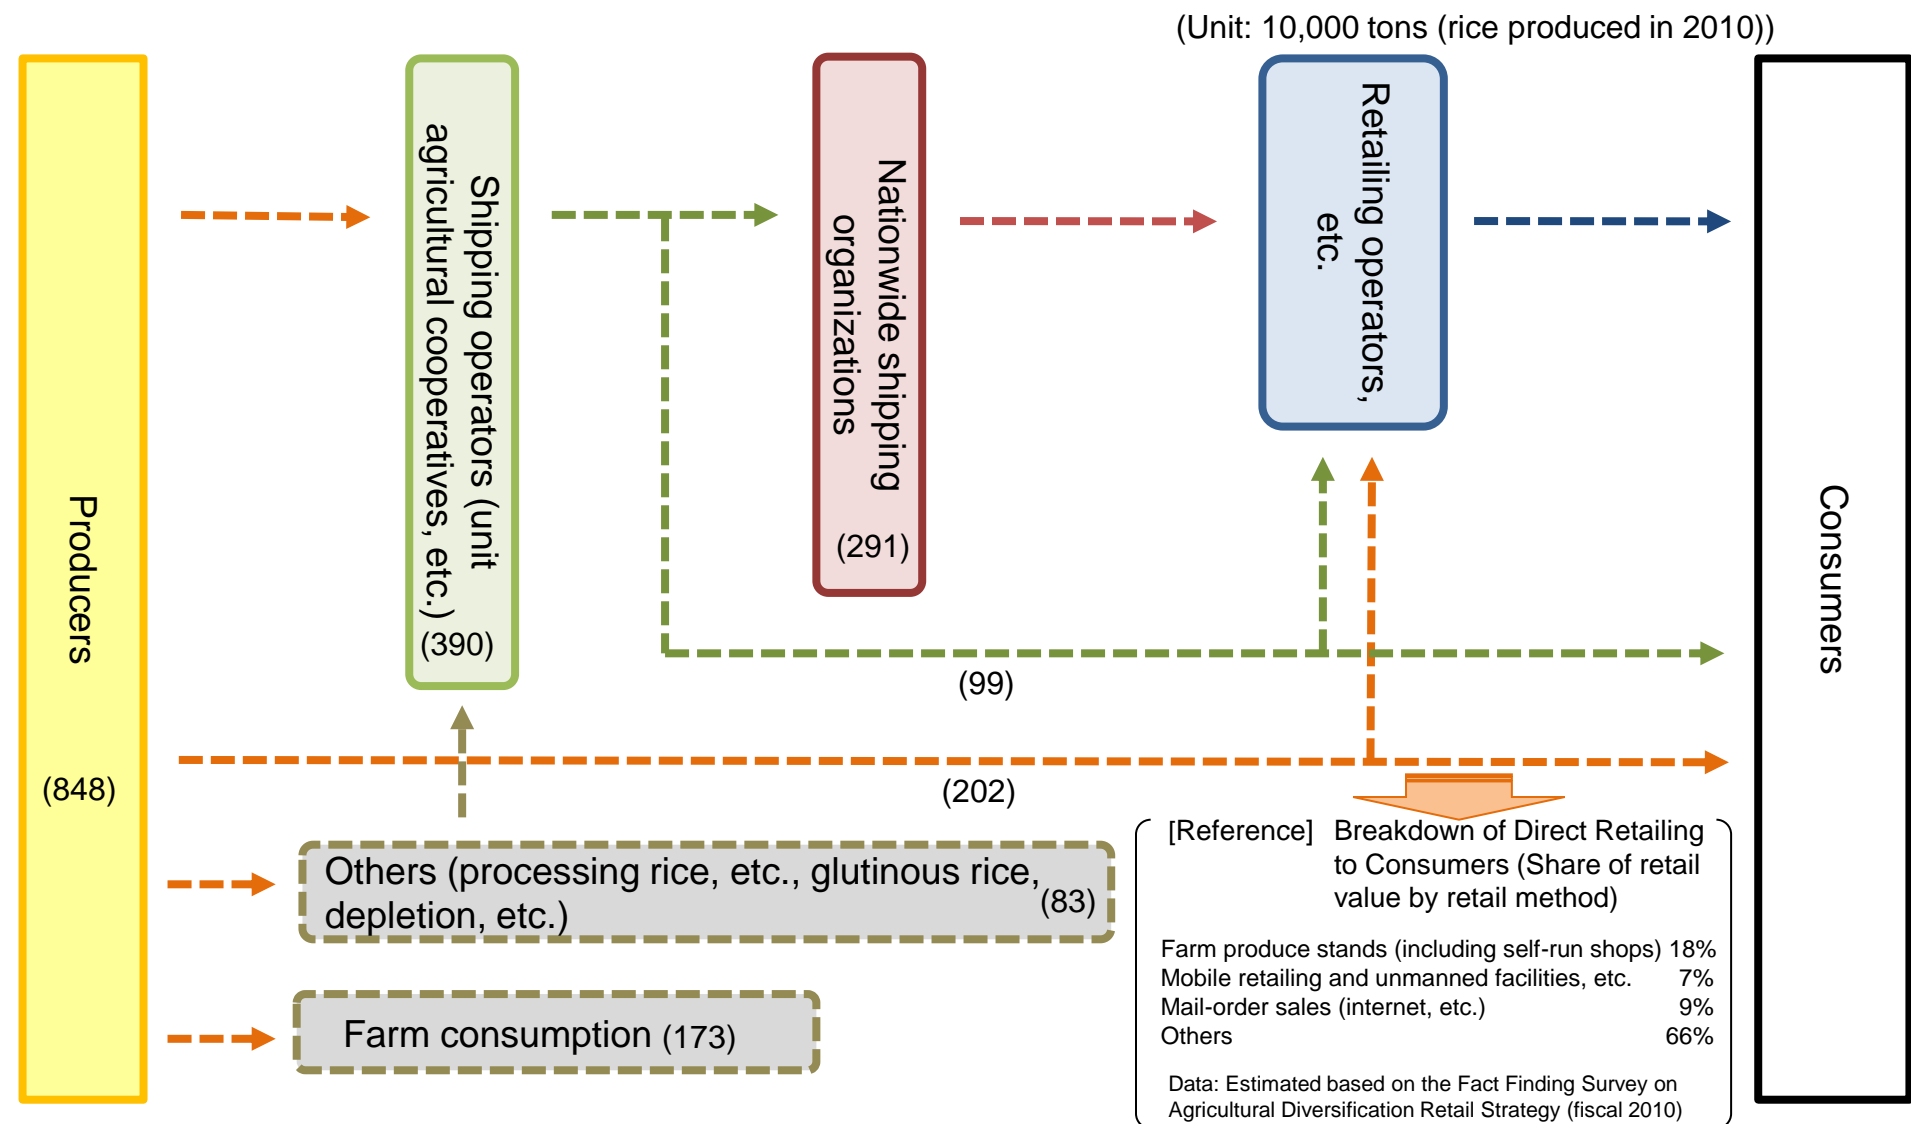 (Unit: 10,000 tons (rice produced in 2010))
Producers
(848)
Shipping operators (unit
agricultural cooperatives, etc.)
(390)
Nationwide shipping
organizations
(291)
Retailing operators,
etc.
Consumers
(99)
(202)
Others (processing rice, etc., glutinous rice,
depletion, etc.)
(83)
Farm consumption (173)
[Reference] Breakdown of Direct Retailing
to Consumers (Share of retail
value by retail method)
Farm produce stands (including self-run shops) 18%
Mobile retailing and unmanned facilities, etc. 7%
Mail-order sales (internet, etc.) 9%
Others 66%
Data: Estimated based on the Fact Finding Survey on
Agricultural Diversification Retail Strategy (fiscal 2010)